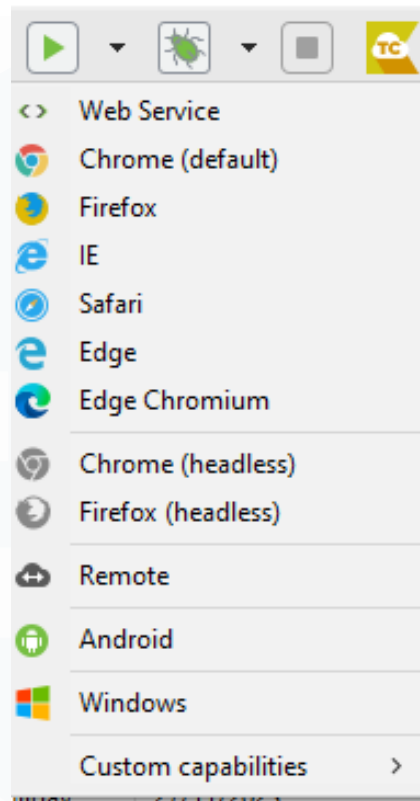 TC
Web Service
Chrome (default)
Firefox
IE
Safari
Edge
Edge Chromium
Chrome (headless)
Firefox (headless)
Remote
Android
Windows
Custom capabilities